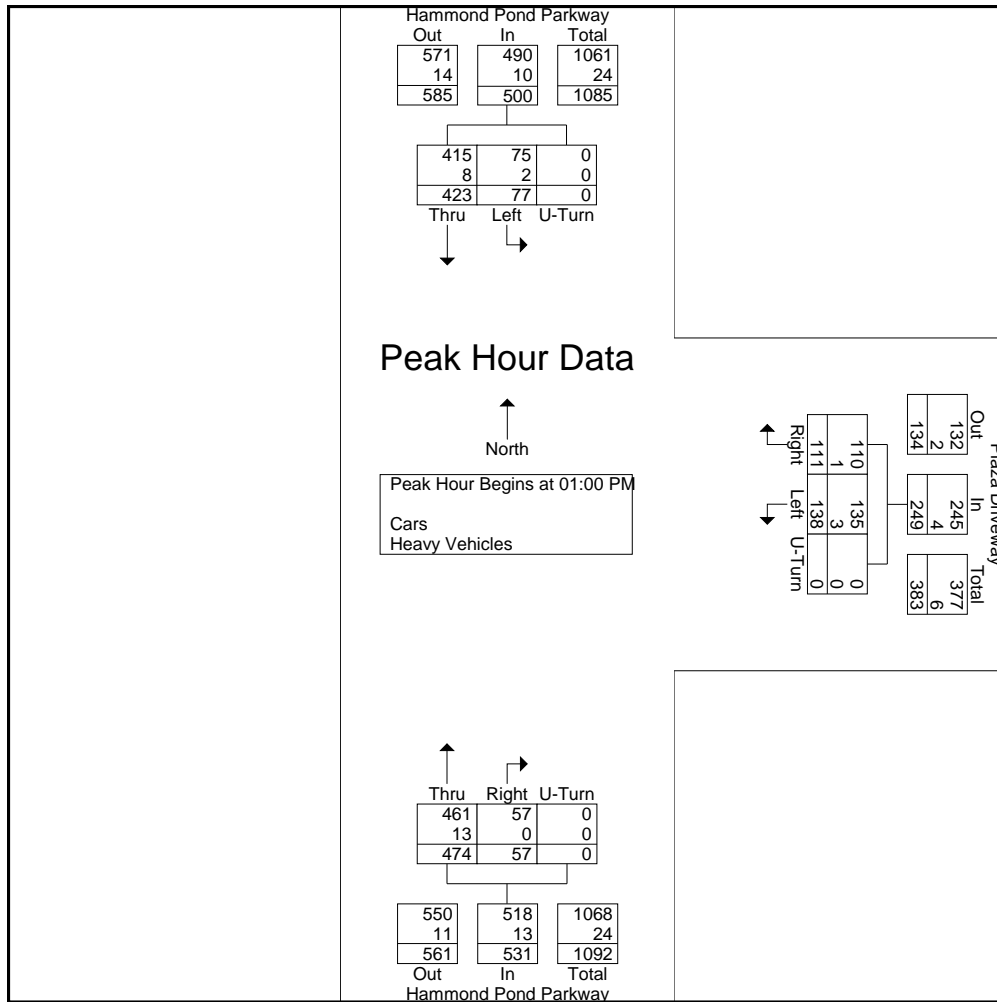 Hammond Pond Parkway
Out In Total
571 490 1061
14 10 24
585 500 1085
415 75 0
8 2 0
423 77 0
Thru Left U-Turn
Peak Hour Data
North
Peak Hour Begins at 01:00 PM
Cars
Heavy Vehicles
Plaza Driveway
Out In Total
132 245 377
2 4 6
134 249 383
110 135 0
1 3 0
111 138 0
Right Left U-Turn
Thru Right U-Turn
461 57 0
13 0 0
474 57 0
550 518 1068
11 13 24
561 531 1092
Out In Total
Hammond Pond Parkway